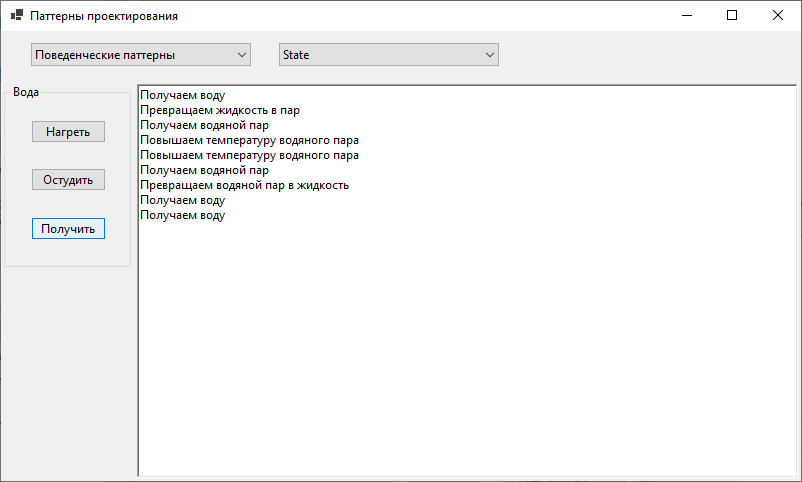 Паттерны проектирования
Поведенческие паттерны
State
Вода
Нагреть
Остудить
Получить
Получаем воду
Превращаем жидкость в пар
Получаем водяной пар
Повышаем температуру водяного пара
Повышаем температуру водяного пара
Получаем водяной пар
Превращаем водяной пар в жидкость
Получаем воду
Получаем воду